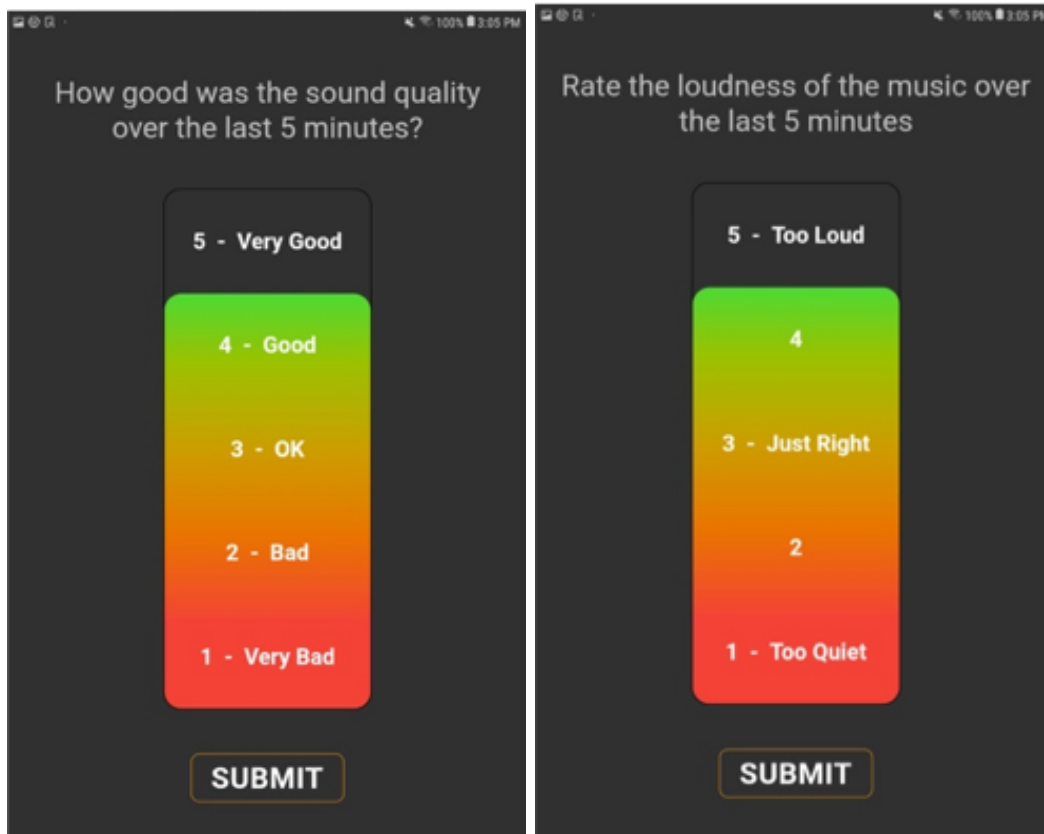 100% 3:05 PM
How good was the sound quality
over the last 5 minutes?
5 - Very Good
4 - Good
3 - OK
2 - Bad
1 - Very Bad
SUBMIT
100% 3:05 PM
Rate the loudness of the music over
the last 5 minutes
5 - Too Loud
4
3 - Just Right
2
1 - Too Quiet
SUBMIT